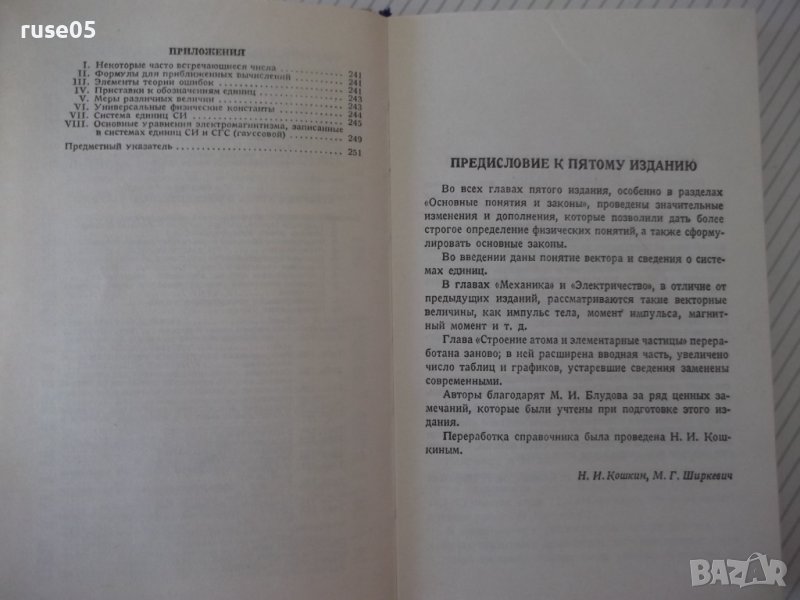 ruse05
ПРИЛОЖЕНИЯ
I. Некоторые часто встречающиеся числа
II. Формулы для приближенных вычислений . . . . 241
III. Элементы теории ошибок . . . . 241
IV. Приставки к обозначениям единиц . . . . 241
V. Меры различных величин . . . . 243
VI. Универсальные физические константы . . . . 243
VII. Система единиц СИ . . . . 244
VIII. Основные уравнения электромагнетизма, записанные 245
в системах единиц СИ и СГС (гауссовой) . . . . 249
Предметный указатель . . . . 251
ПРЕДИСЛОВИЕ К ПЯТОМУ ИЗДАНИЮ
Во всех главах пятого издания, особенно в разделах
«Основные понятия и законы», проведены значительные
изменения и дополнения, которые позволили дать более
строгое определение физических понятий, а также сформу-
лировать основные законы.
Во введении даны понятие вектора и сведения о систе-
мах единиц.
В главах «Механика» и «Электричество», в отличие от
предыдущих изданий, рассматриваются такие векторные
величины, как импульс тела, момент импульса, магнит-
ный момент и т. д.
Глава «Строение атома и элементарные частицы» перера-
ботана заново; в ней расширена вводная часть, увеличено
число таблиц и графиков, устаревшие сведения заменены
современными.
Авторы благодарят М. И. Блудова за ряд ценных за-
мечаний, которые были учтены при подготовке этого из-
дания.
Переработка справочника была проведена Н. И. Кош-
киным.
Н. И. Кошкин, М. Г. Ширкевич
BAZAR
bg